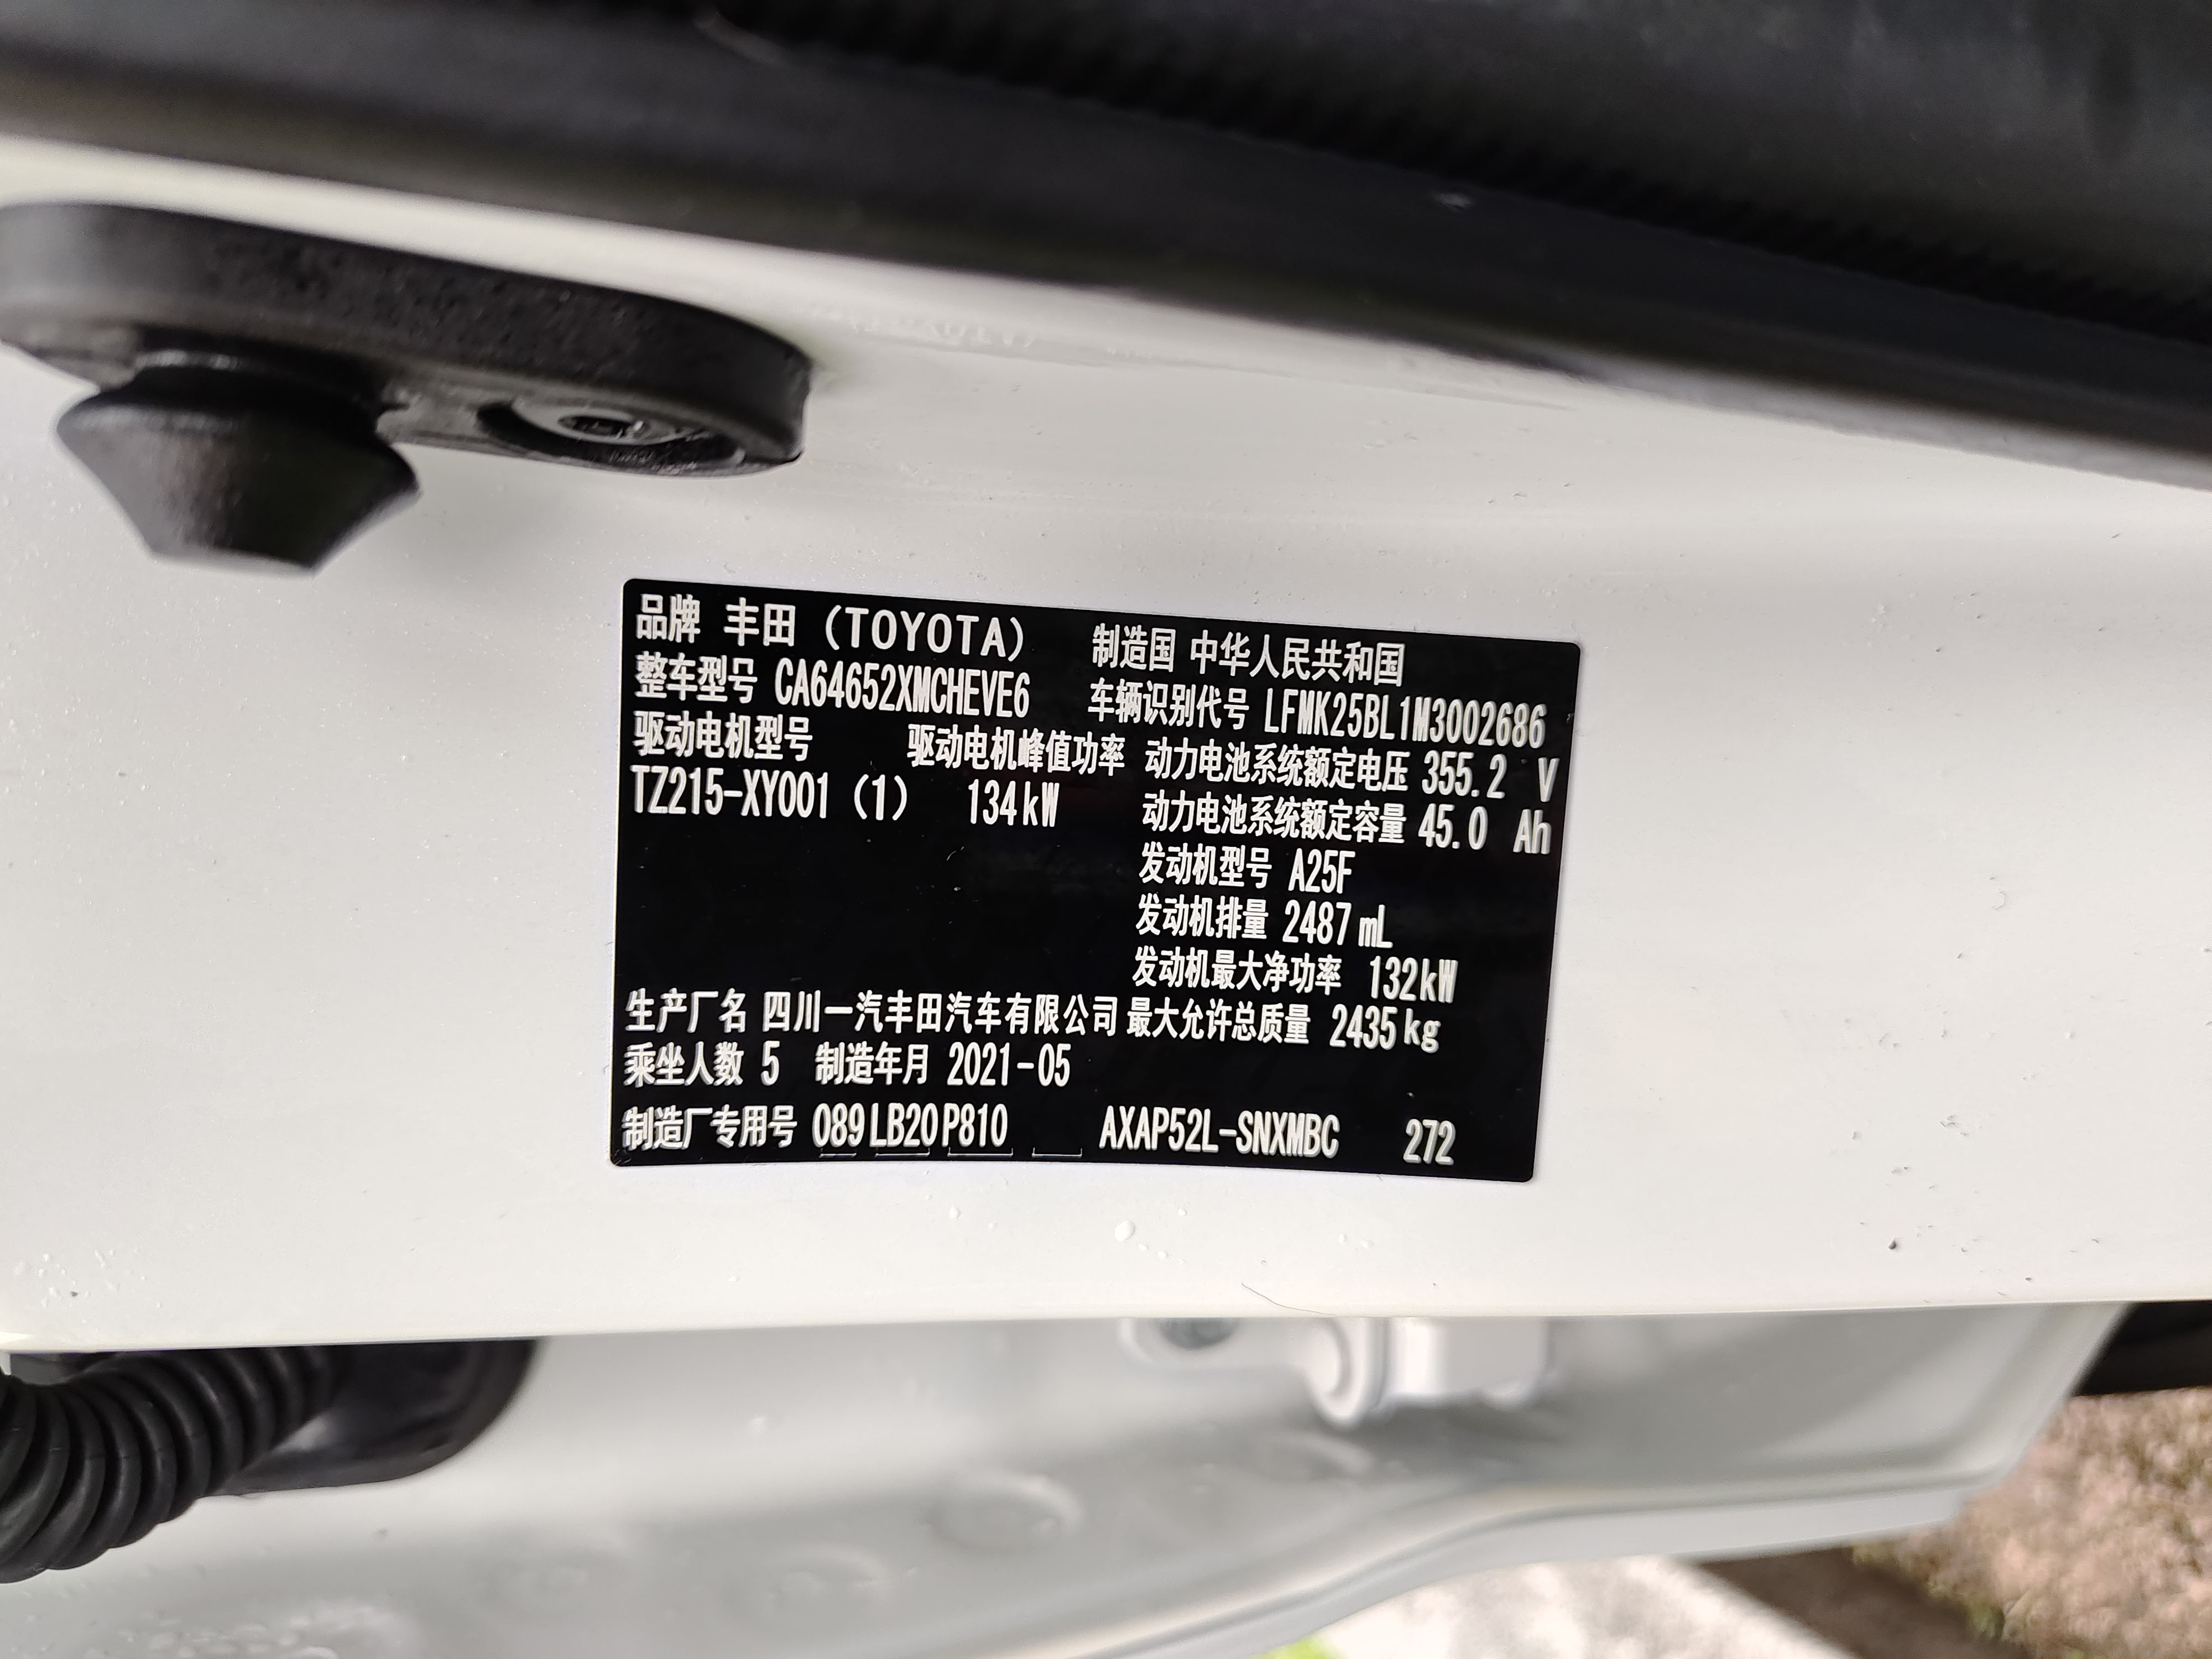 品牌 丰田 (TOYOTA) 制造国 中华人民共和国
整车型号 CA64652XMCHEVE6 车辆识别代号 LFMK25BL1M3002686
驱动电机型号 驱动电机峰值功率 动力电池系统额定电压 355.2 V
TZ215-XY001 (1) 134kW 动力电池系统额定容量 45.0 Ah
发动机型号 A25F
发动机排量 2487 mL
发动机最大净功率 132kW
生产厂名 四川一汽丰田汽车有限公司 最大允许总质量 2435kg
乘坐人数 5 制造年月 2021-05
制造厂专用号 089 LB20 P810 AXAP52L-SNXMBC 272